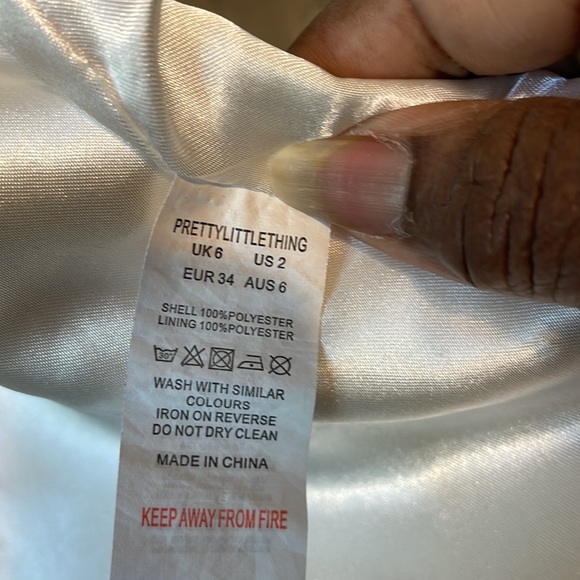 PRETTYLITTLETHING
UK 6 US 2
EUR 34 AUS 6
SHELL 100%POLYESTER
LINING 100%POLYESTER
30°
WASH WITH SIMILAR
COLOURS
IRON ON REVERSE
DO NOT DRY CLEAN
MADE IN CHINA
KEEP AWAY FROM FIRE